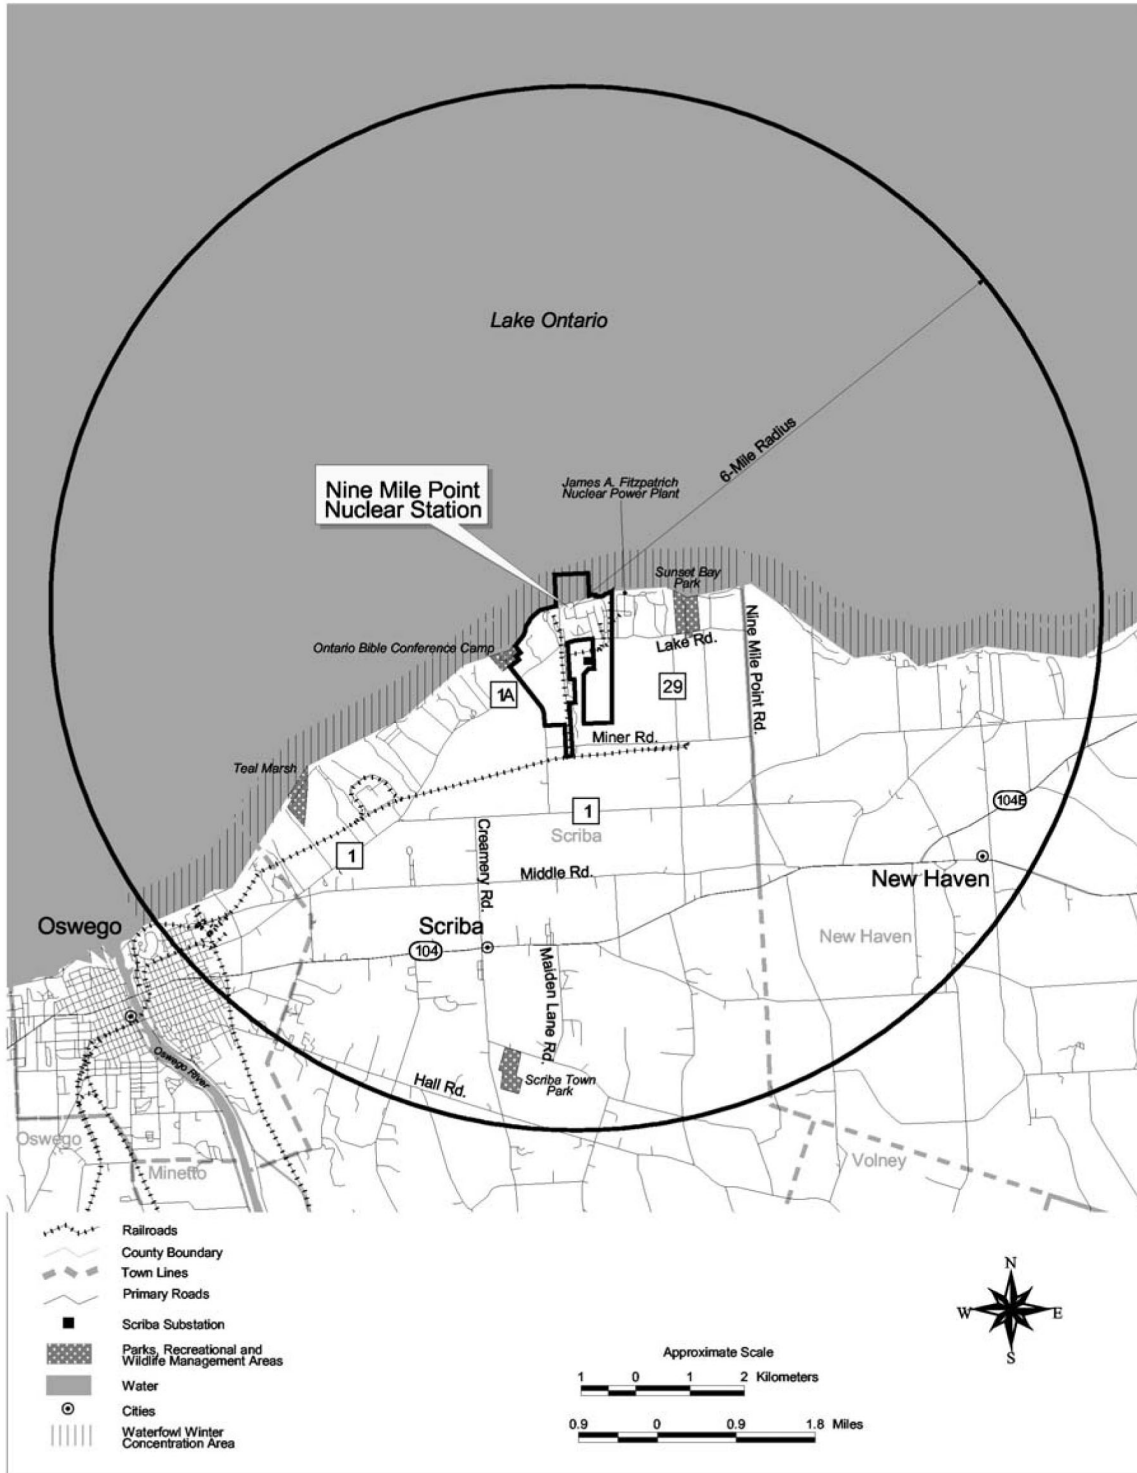 Lake Ontario
6-Mile Radius
Nine Mile Point
Nuclear Station
James A. Fitzpatrich
Nuclear Power Plant
Sunset Bay
Park
Ontario Bible Conference Camp
Lake Rd.
Nine Mile Point Rd.
1A
29
Miner Rd.
Teal Marsh
104B
1
Scriba
1
Creamery Rd.
Middle Rd.
New Haven
Oswego
Scriba
104
New Haven
Maiden Lane Rd.
Oswego River
Hall Rd.
Scriba Town
Park
Oswego
Minetto
Volney
Railroads
County Boundary
Town Lines
Primary Roads
Scriba Substation
Parks, Recreational and
Wildlife Management Areas
Water
Cities
Waterfowl Winter
Concentration Area
N
W E
S
Approximate Scale
1 0 1 2 Kilometers
0.9 0 0.9 1.8 Miles